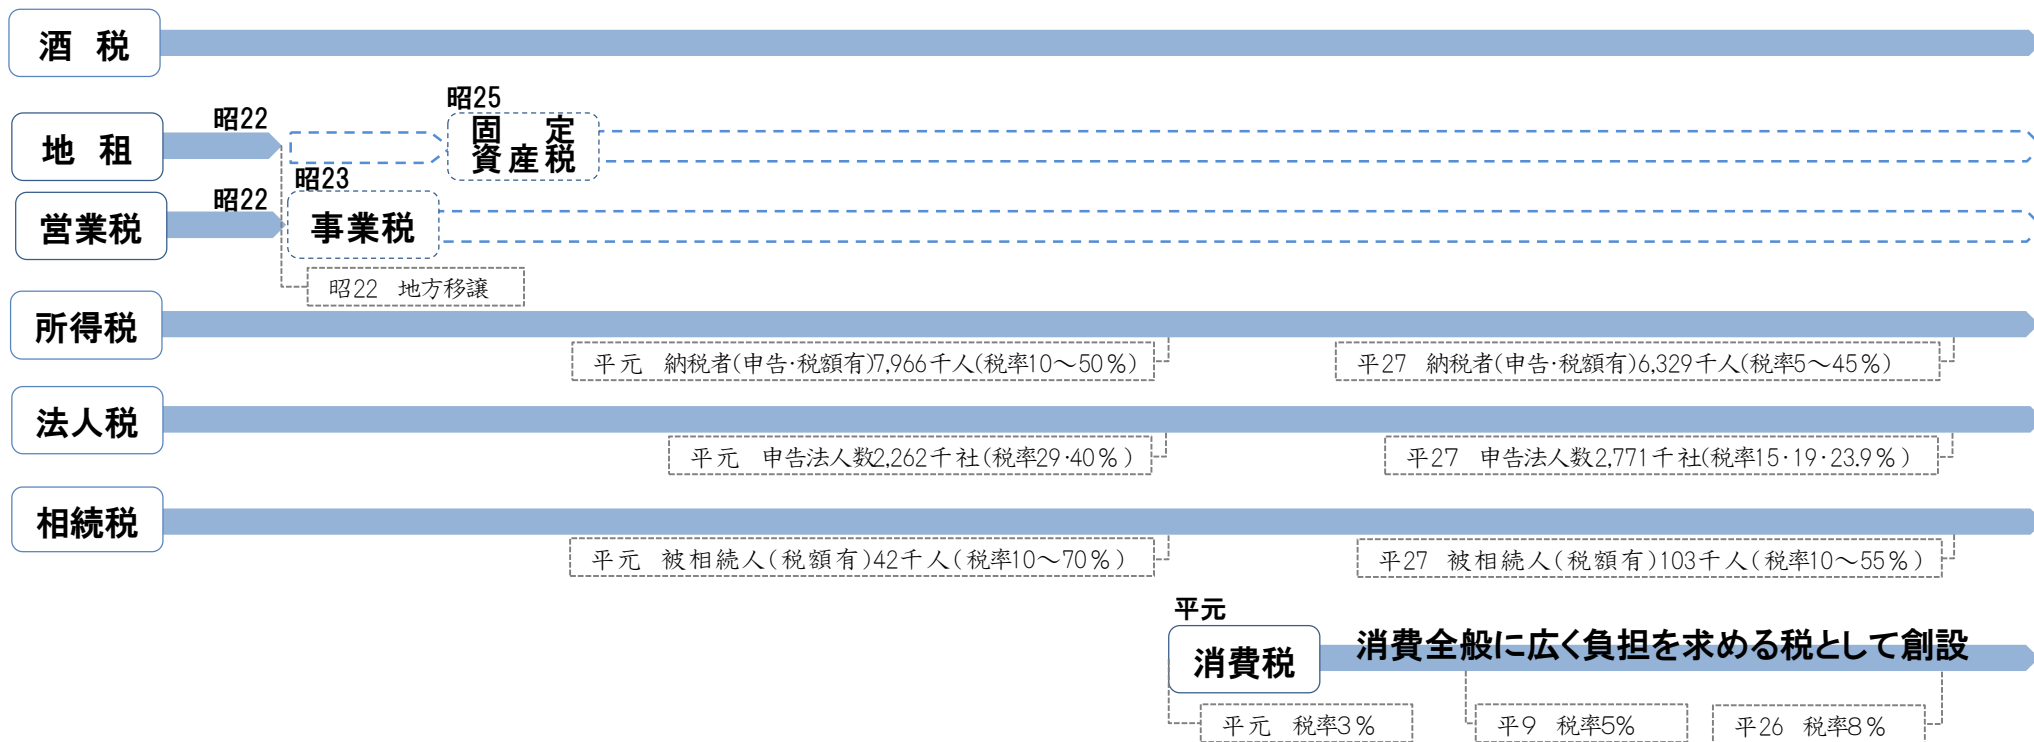 酒 税
昭22
地 租
昭25
固 定
資産税
昭22
営業税
昭23
事業税
昭22 地方移譲
所得税
平元 納税者(申告・税額有)7,966千人(税率10～50%)
平27 納税者(申告・税額有)6,329千人(税率5～45%)
法人税
平元 申告法人数2,262千社(税率29・40%)
平27 申告法人数2,771千社(税率15・19・23.9%)
相続税
平元 被相続人(税額有)42千人(税率10～70%)
平27 被相続人(税額有)103千人(税率10～55%)
平元
消費税
消費全般に広く負担を求める税として創設
平元 税率3%
平9 税率5%
平26 税率8%